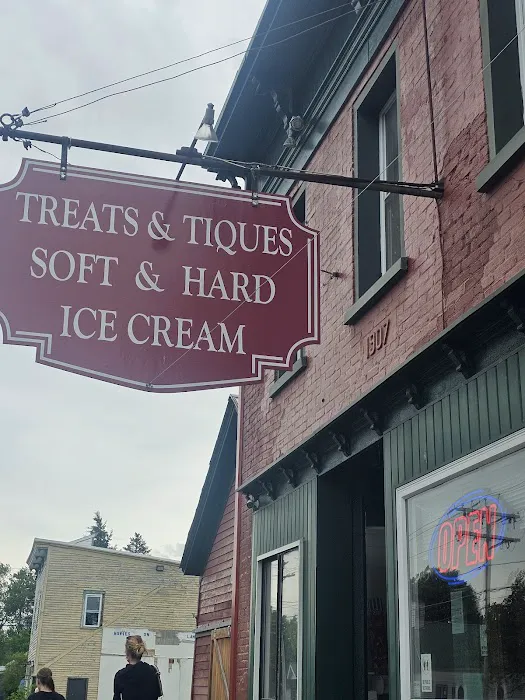 TREATS & TIQUES
SOFT & HARD
ICE CREAM
1907
OPEN